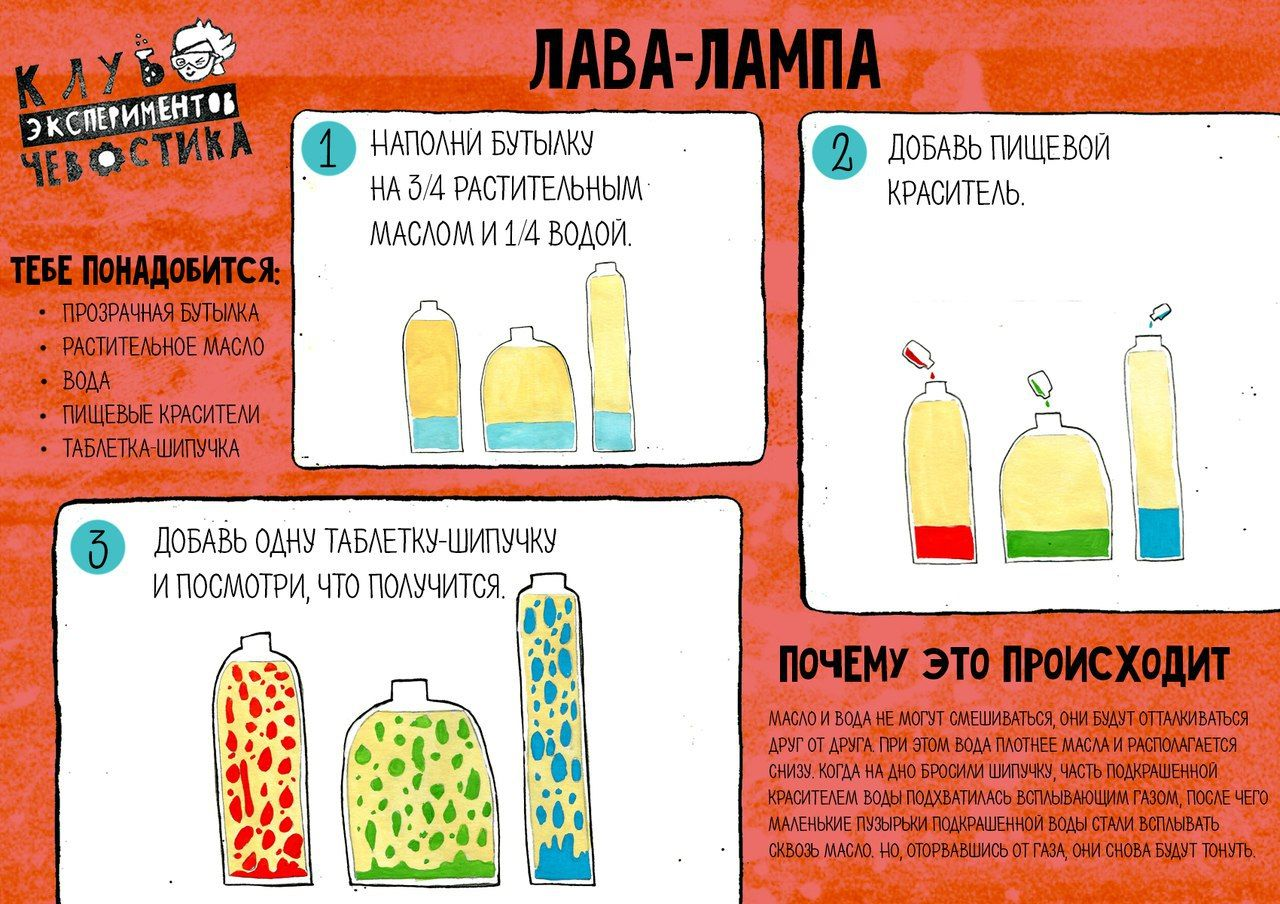 КЛУБ
ЭКСПЕРИМЕНТОВ
ЧЕВОСТИКА
ЛАВА-ЛАМПА
ТЕБЕ ПОНАДОБИТСЯ:
• ПРОЗРАЧНАЯ БУТЫЛКА
• РАСТИТЕЛЬНОЕ МАСЛО
• ВОДА
• ПИЩЕВЫЕ КРАСИТЕЛИ
• ТАБЛЕТКА-ШИПУЧКА
1
НАПОЛНИ БУТЫЛКУ
НА 3/4 РАСТИТЕЛЬНЫМ
МАСЛОМ И 1/4 ВОДОЙ.
2
ДОБАВЬ ПИЩЕВОЙ
КРАСИТЕЛЬ.
3
ДОБАВЬ ОДНУ ТАБЛЕТКУ-ШИПУЧКУ
И ПОСМОТРИ, ЧТО ПОЛУЧИТСЯ.
ПОЧЕМУ ЭТО ПРОИСХОДИТ
МАСЛО И ВОДА НЕ МОГУТ СМЕШИВАТЬСЯ, ОНИ БУДУТ ОТТАЛКИВАТЬСЯ
ДРУГ ОТ ДРУГА. ПРИ ЭТОМ ВОДА ПЛОТНЕЕ МАСЛА И РАСПОЛАГАЕТСЯ
СНИЗУ. КОГДА НА ДНО БРОСИЛИ ШИПУЧКУ, ЧАСТЬ ПОДКРАШЕННОЙ
КРАСИТЕЛЕМ ВОДЫ ПОДХВАТИЛАСЬ ВСПЛЫВАЮЩИМ ГАЗОМ, ПОСЛЕ ЧЕГО
МАЛЕНЬКИЕ ПУЗЫРЬКИ ПОДКРАШЕННОЙ ВОДЫ СТАЛИ ВСПЛЫВАТЬ
СКВОЗЬ МАСЛО. НО, ОТОРВАВШИСЬ ОТ ГАЗА, ОНИ СНОВА БУДУТ ТОНУТЬ.